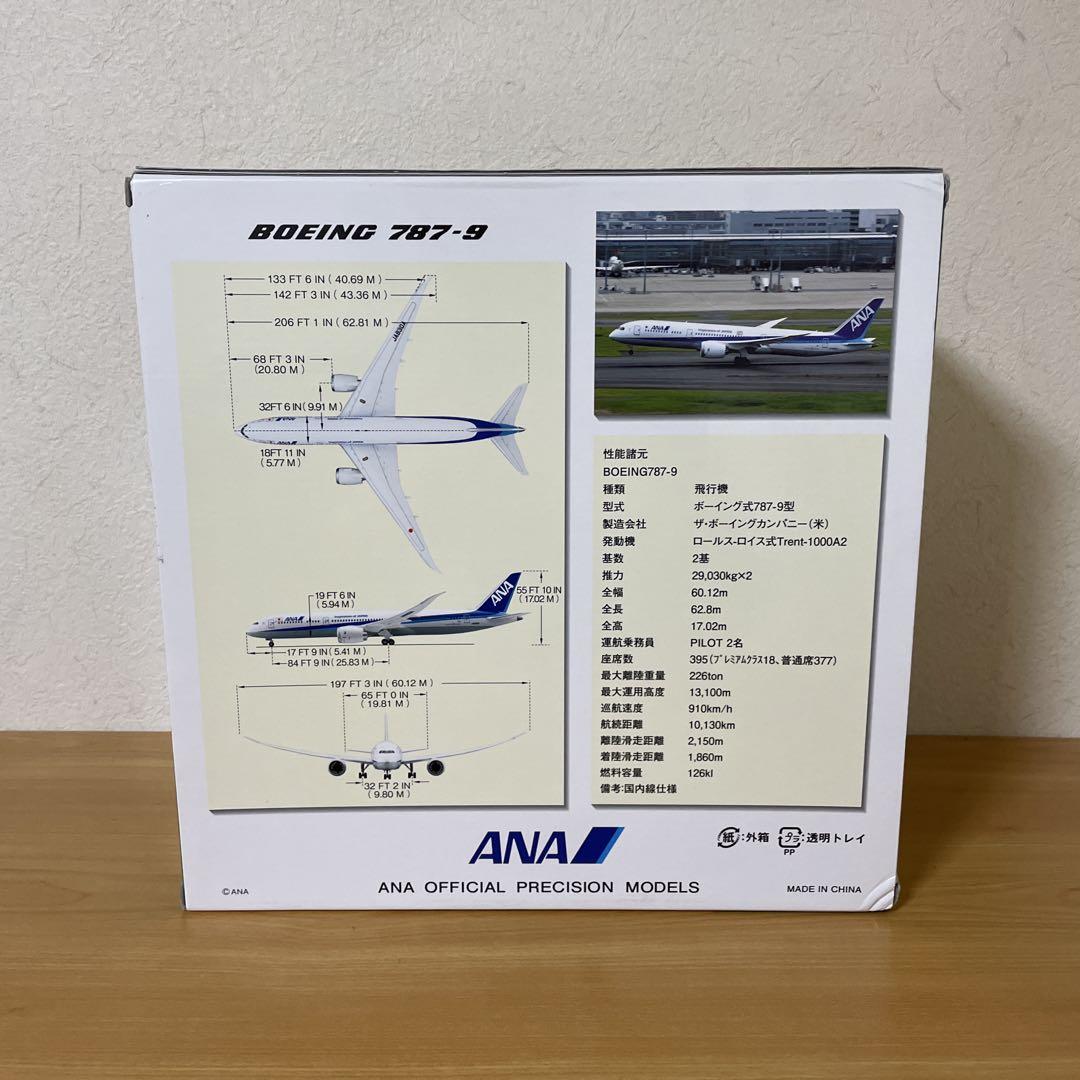 BOEING 787-9
133 FT 6 IN ( 40.69 M )
142 FT 3 IN ( 43.36 M )
206 FT 1 IN ( 62.81 M )
68 FT 3 IN
(20.80 M)
32FT 6 IN(9.91 M)
18FT 11 IN
( 5.77 M)
JA830A
ANA
19 FT 6 IN
(5.94 M)
55 FT 10 IN
(17.02 M)
ANA
ANA
17 FT 9 IN (5.41 M)
84 FT 9 IN (25.83 M)
197 FT 3 IN ( 60.12 M)
65 FT 0 IN
(19.81 M)
32 FT 2 IN
(9.80 M)
ANA
ANA
性能諸元
BOEING787-9
種類 飛行機
型式 ボーイング式787-9型
製造会社 ザ・ボーイングカンパニー(米)
発動機 ロールス-ロイス式Trent-1000A2
基数 2基
推力 29,030kg×2
全幅 60.12m
全長 62.8m
全高 17.02m
運航乗務員 PILOT 2名
座席数 395(ﾌﾟﾚﾐｱﾑｸﾗｽ18、普通席377)
最大離陸重量 226ton
最大運用高度 13,100m
巡航速度 910km/h
航続距離 10,130km
離陸滑走距離 2,150m
着陸滑走距離 1,860m
燃料容量 126kl
備考:国内線仕様
ANA
紙:外箱 プラ:透明トレイ
PP
©ANA
ANA OFFICIAL PRECISION MODELS
MADE IN CHINA